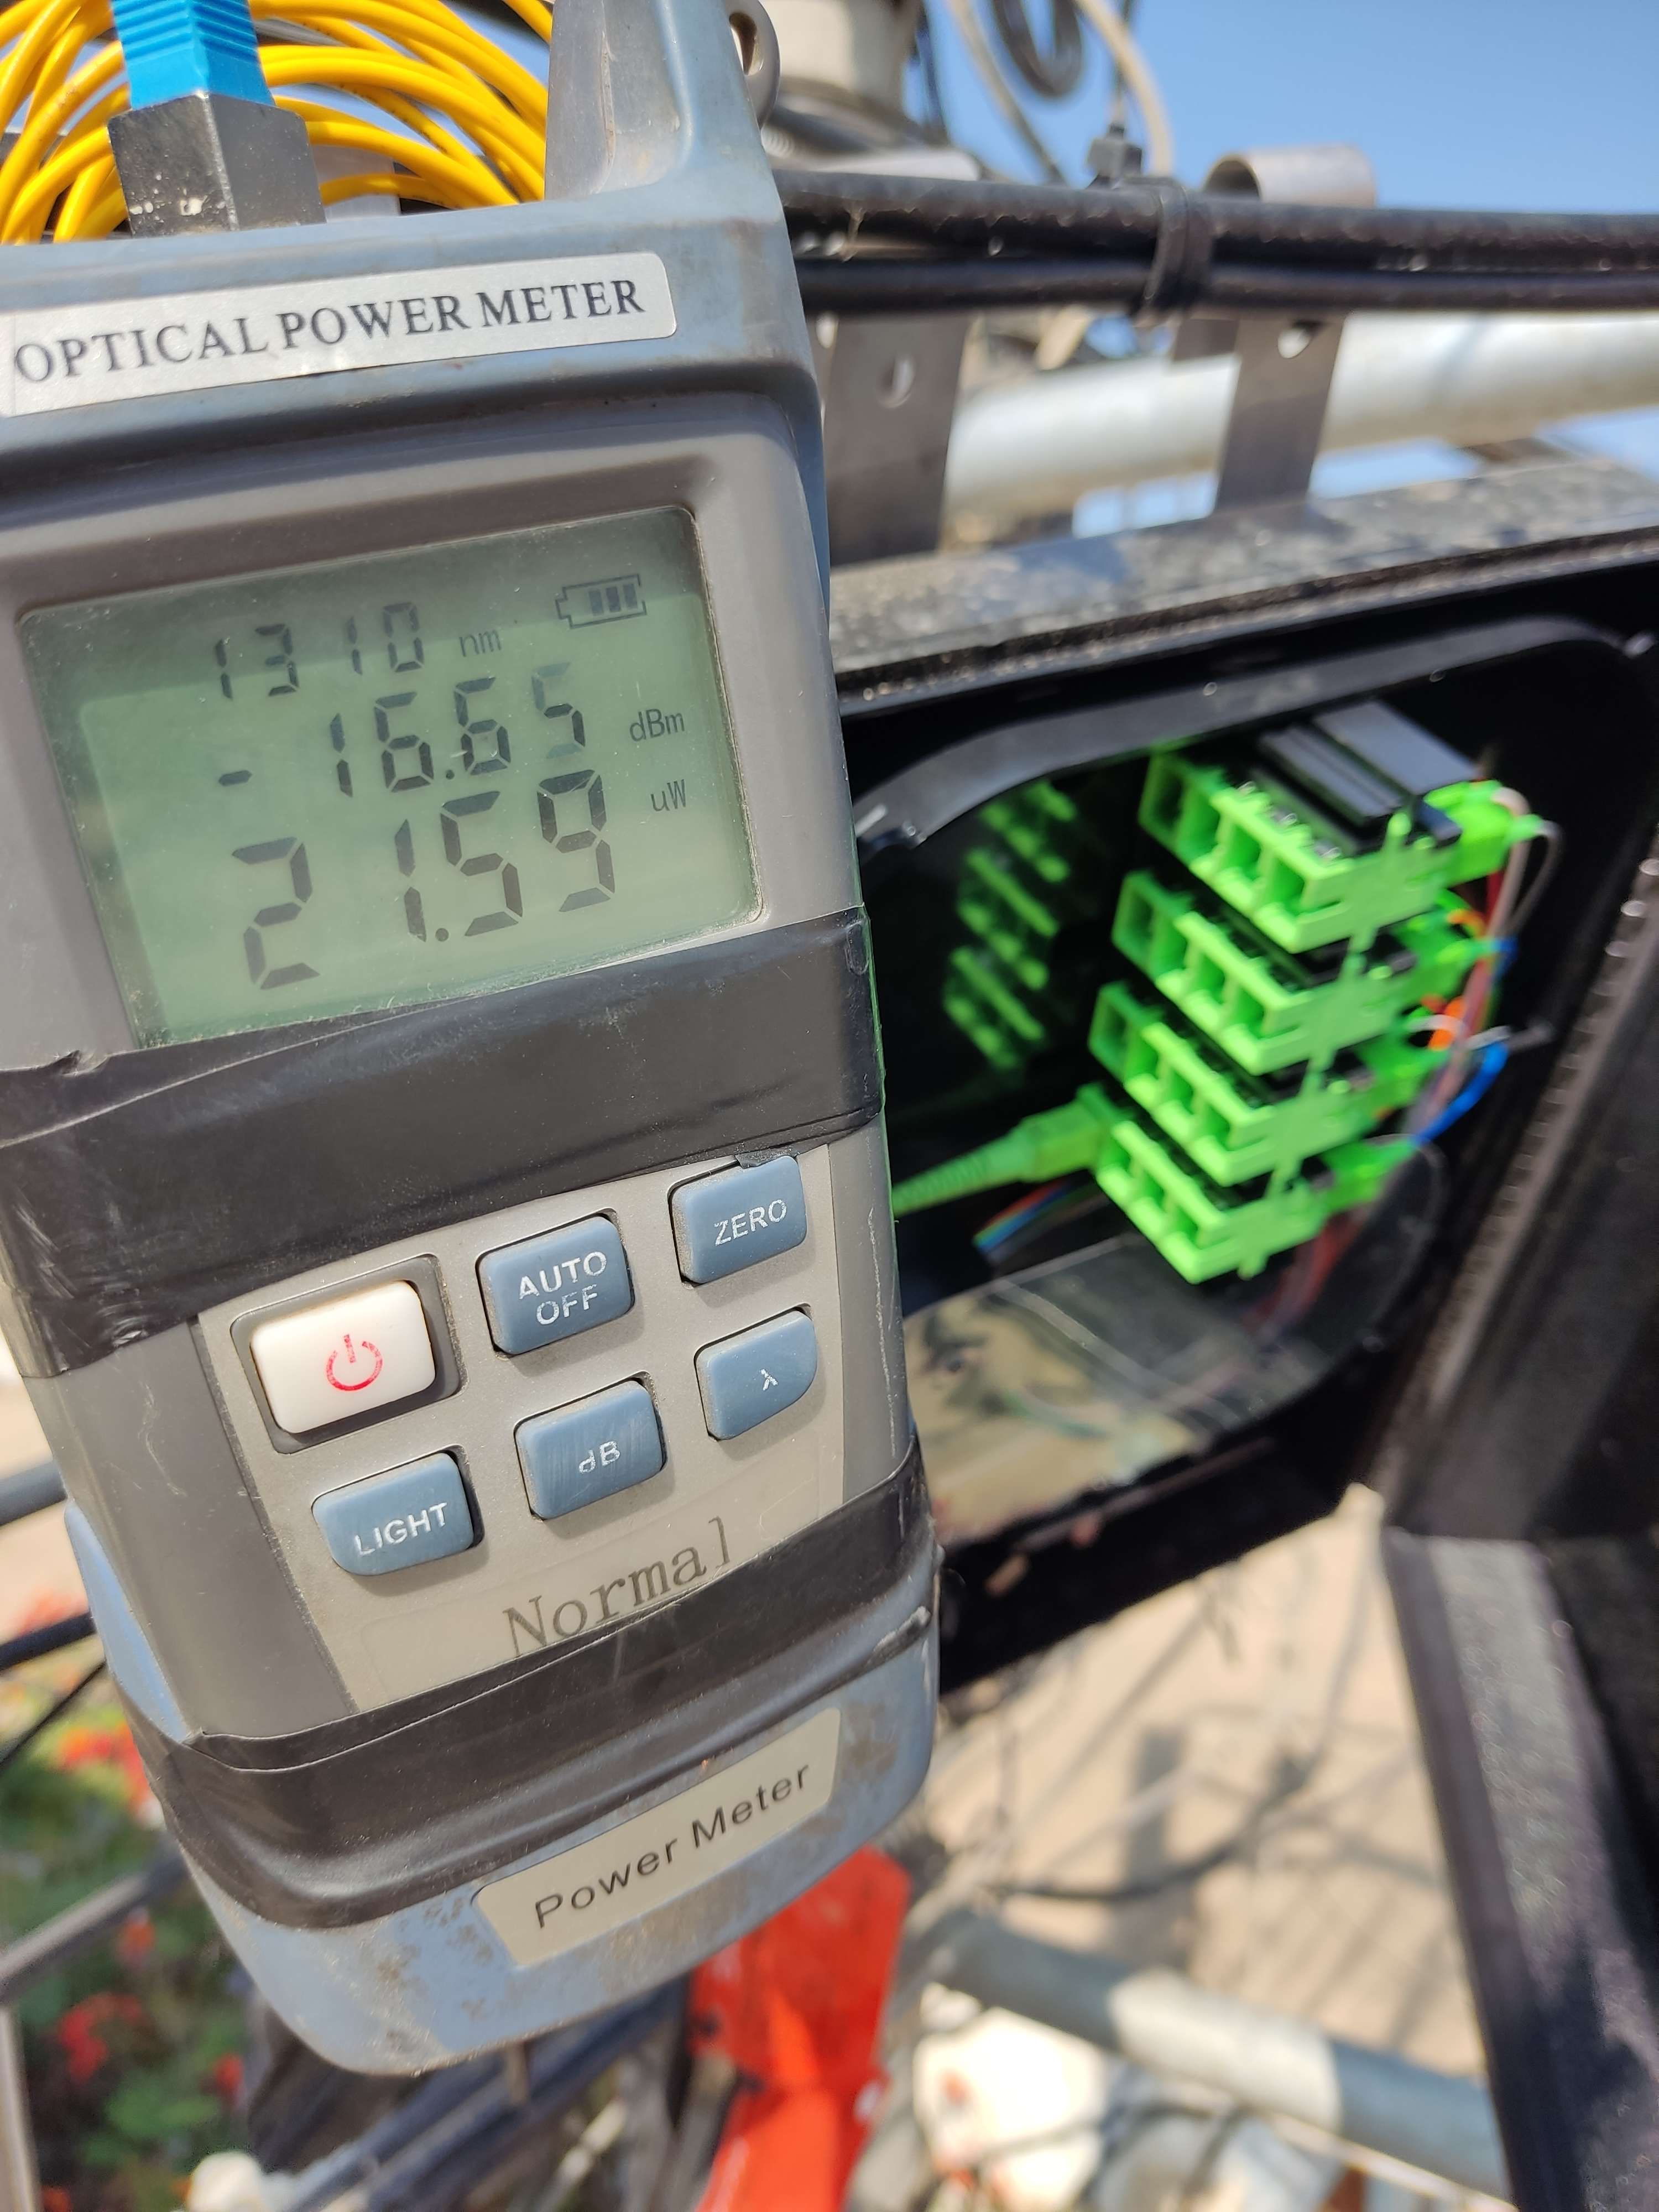 OPTICAL POWER METER
1310 nm
-16.65 dBm
21.59 uW
ZERO
AUTO OFF
λ
dB
LIGHT
Normal
Power Meter